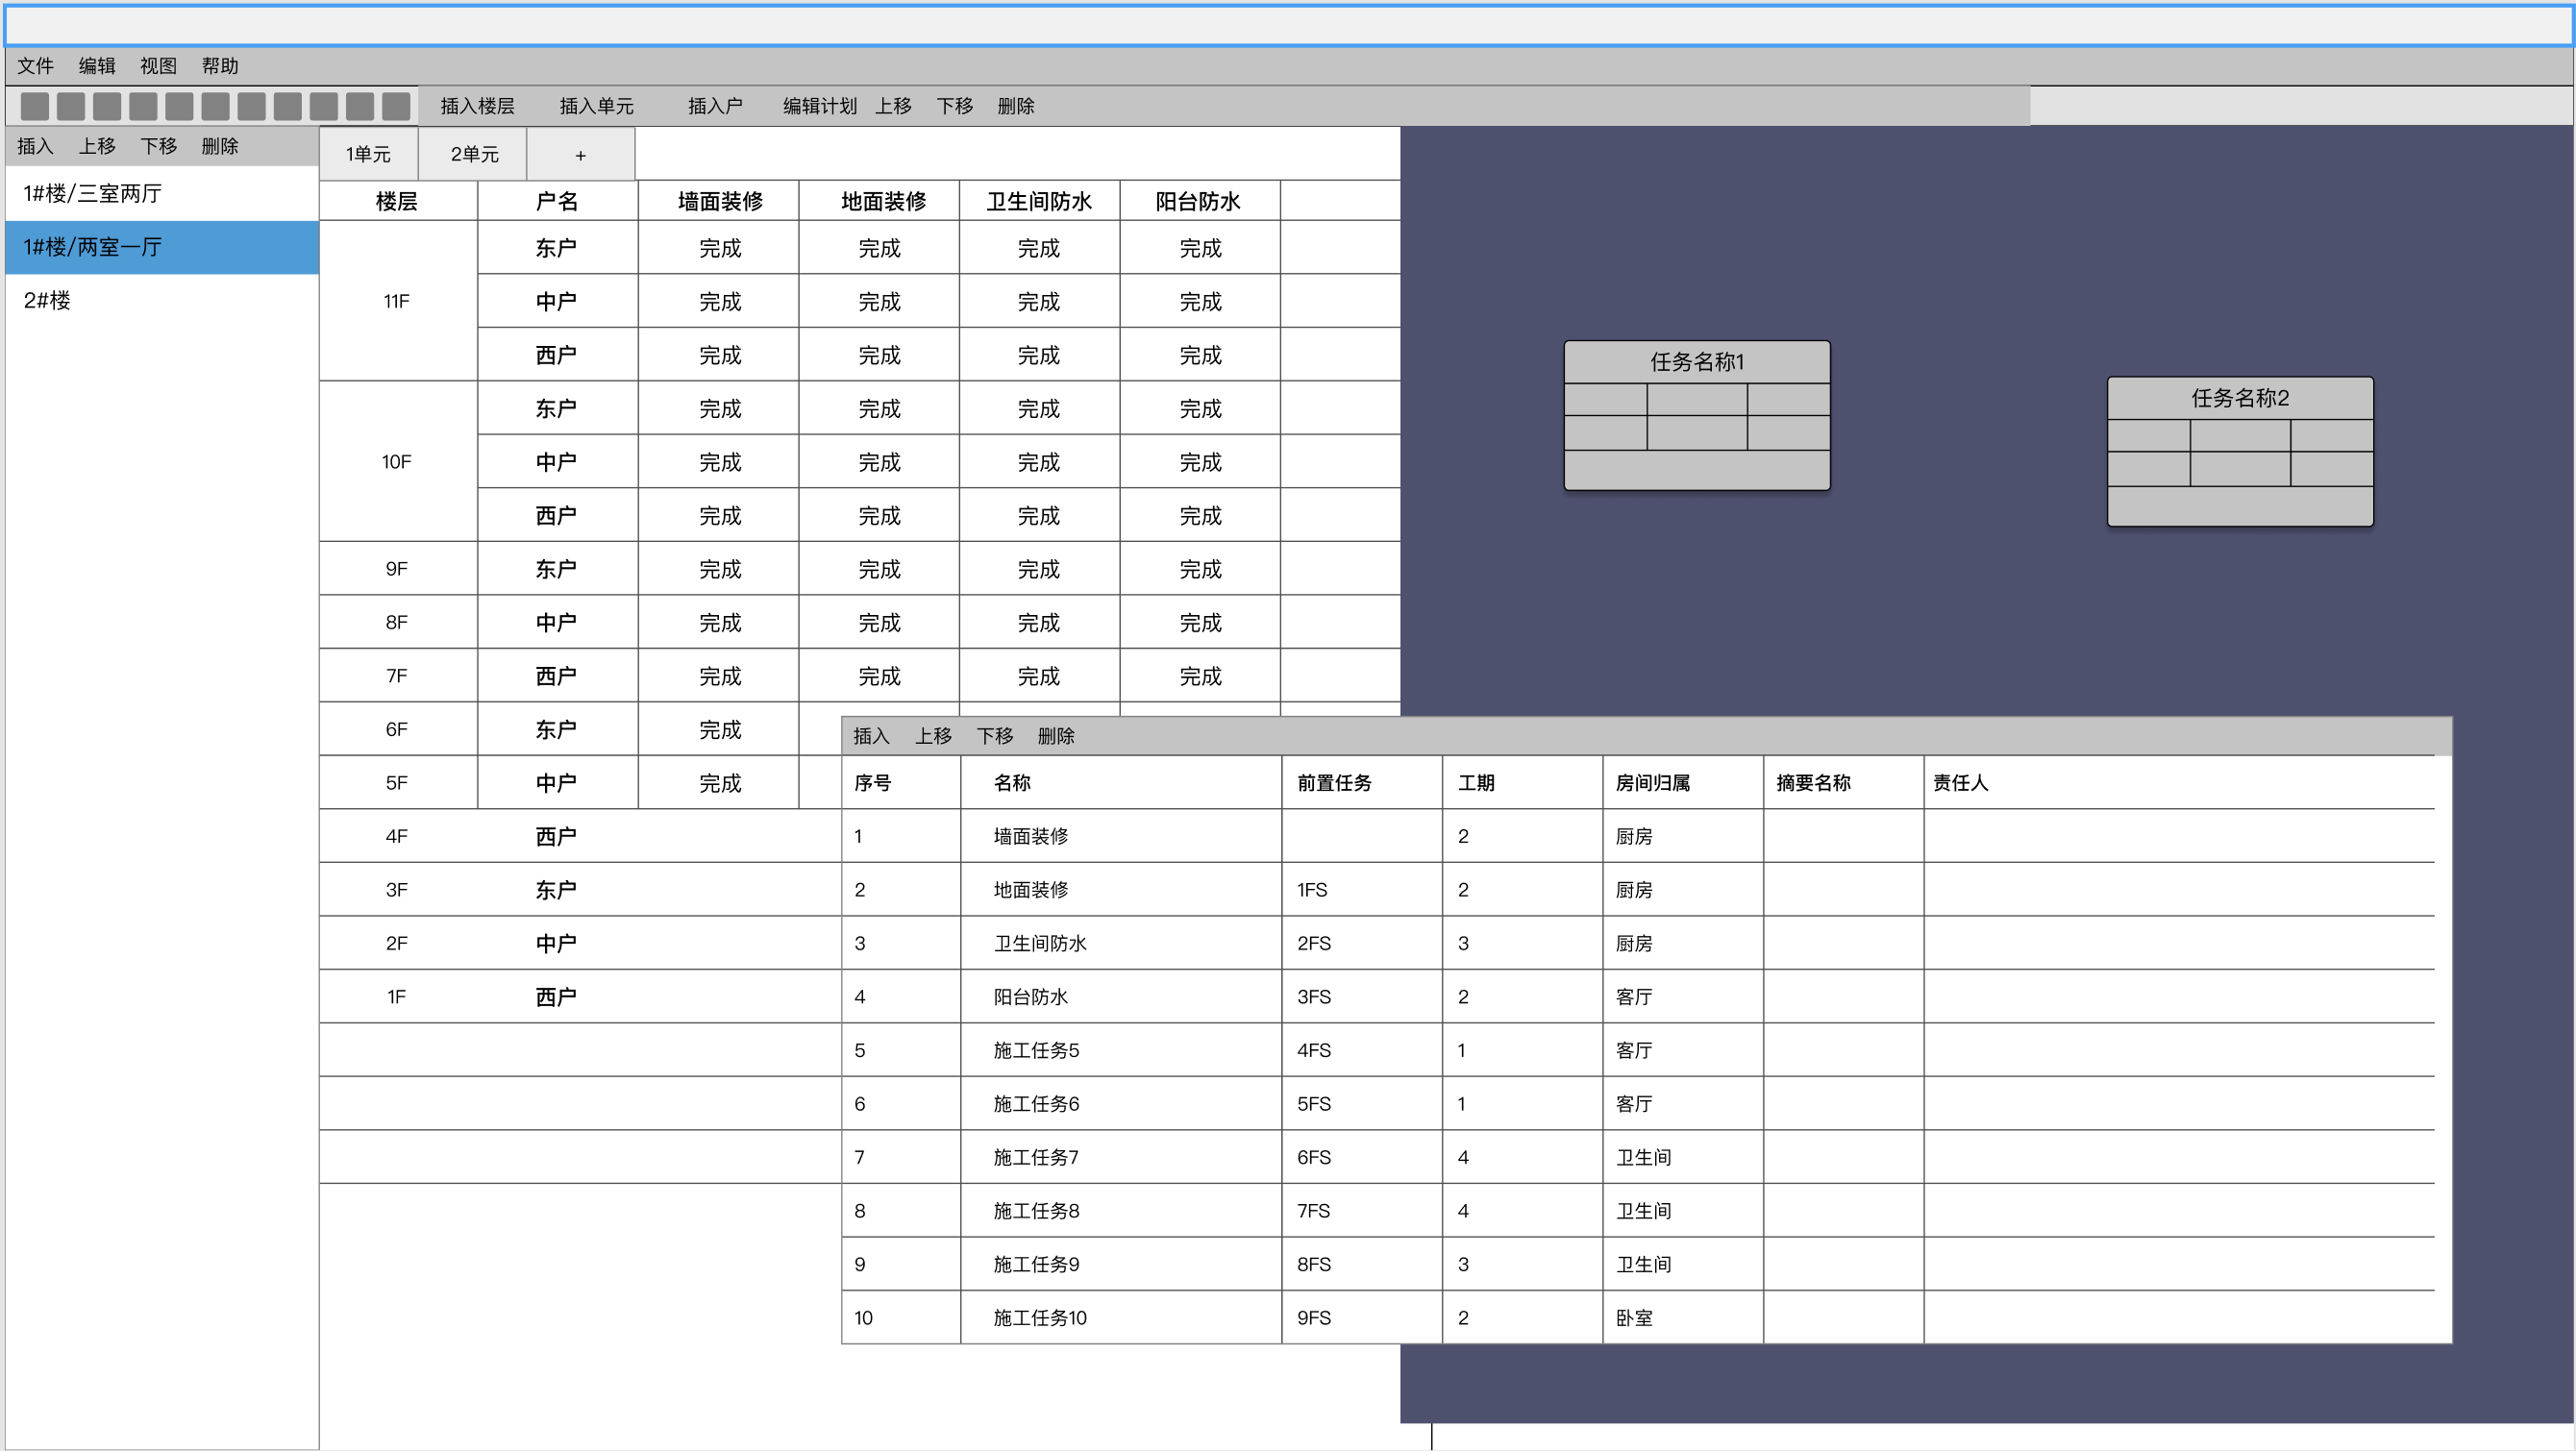 文件 编辑 视图 帮助
插入楼层 插入单元 插入户 编辑计划 上移 下移 删除
插入 上移 下移 删除
1#楼/三室两厅
1#楼/两室一厅
2#楼
1单元 2单元 +
楼层 户名 墙面装修 地面装修 卫生间防水 阳台防水
11F
东户 完成 完成 完成 完成
中户 完成 完成 完成 完成
西户 完成 完成 完成 完成
10F
东户 完成 完成 完成 完成
中户 完成 完成 完成 完成
西户 完成 完成 完成 完成
9F 东户 完成 完成 完成 完成
8F 中户 完成 完成 完成 完成
7F 西户 完成 完成 完成 完成
6F 东户 完成
5F 中户 完成
4F 西户
3F 东户
2F 中户
1F 西户
任务名称1
任务名称2
插入 上移 下移 删除
序号 名称 前置任务 工期 房间归属 摘要名称 责任人
1 墙面装修 2 厨房
2 地面装修 1FS 2 厨房
3 卫生间防水 2FS 3 厨房
4 阳台防水 3FS 2 客厅
5 施工任务5 4FS 1 客厅
6 施工任务6 5FS 1 客厅
7 施工任务7 6FS 4 卫生间
8 施工任务8 7FS 4 卫生间
9 施工任务9 8FS 3 卫生间
10 施工任务10 9FS 2 卧室